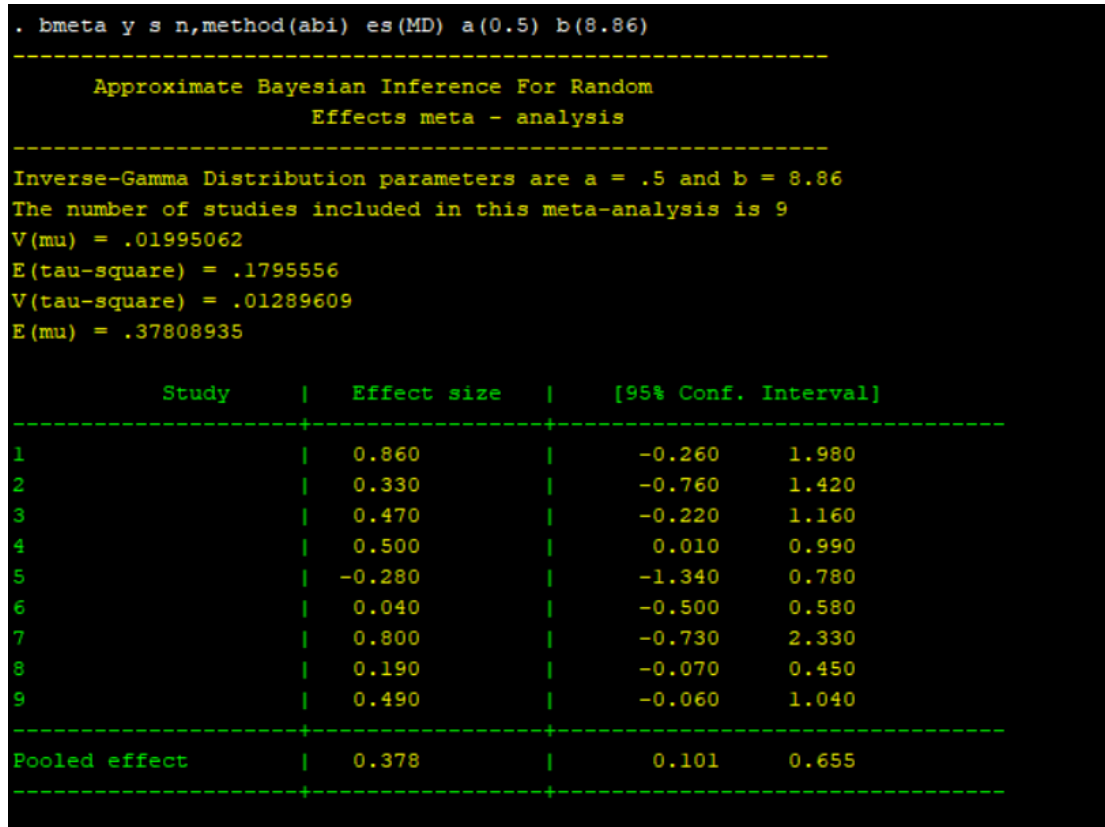 . bmeta y s n,method(abi) es(MD) a(0.5) b(8.86)
------------------------------------------------------------
Approximate Bayesian Inference For Random
Effects meta - analysis
------------------------------------------------------------
Inverse-Gamma Distribution parameters are a = .5 and b = 8.86
The number of studies included in this meta-analysis is 9
V(mu) = .01995062
E(tau-square) = .1795556
V(tau-square) = .01289609
E(mu) = .37808935
Study | Effect size | [95% Conf. Interval]
---------------------+-----------------+---------------------------------
1 | 0.860 | -0.260 1.980
2 | 0.330 | -0.760 1.420
3 | 0.470 | -0.220 1.160
4 | 0.500 | 0.010 0.990
5 | -0.280 | -1.340 0.780
6 | 0.040 | -0.500 0.580
7 | 0.800 | -0.730 2.330
8 | 0.190 | -0.070 0.450
9 | 0.490 | -0.060 1.040
---------------------+-----------------+---------------------------------
Pooled effect | 0.378 | 0.101 0.655
---------------------+-----------------+---------------------------------